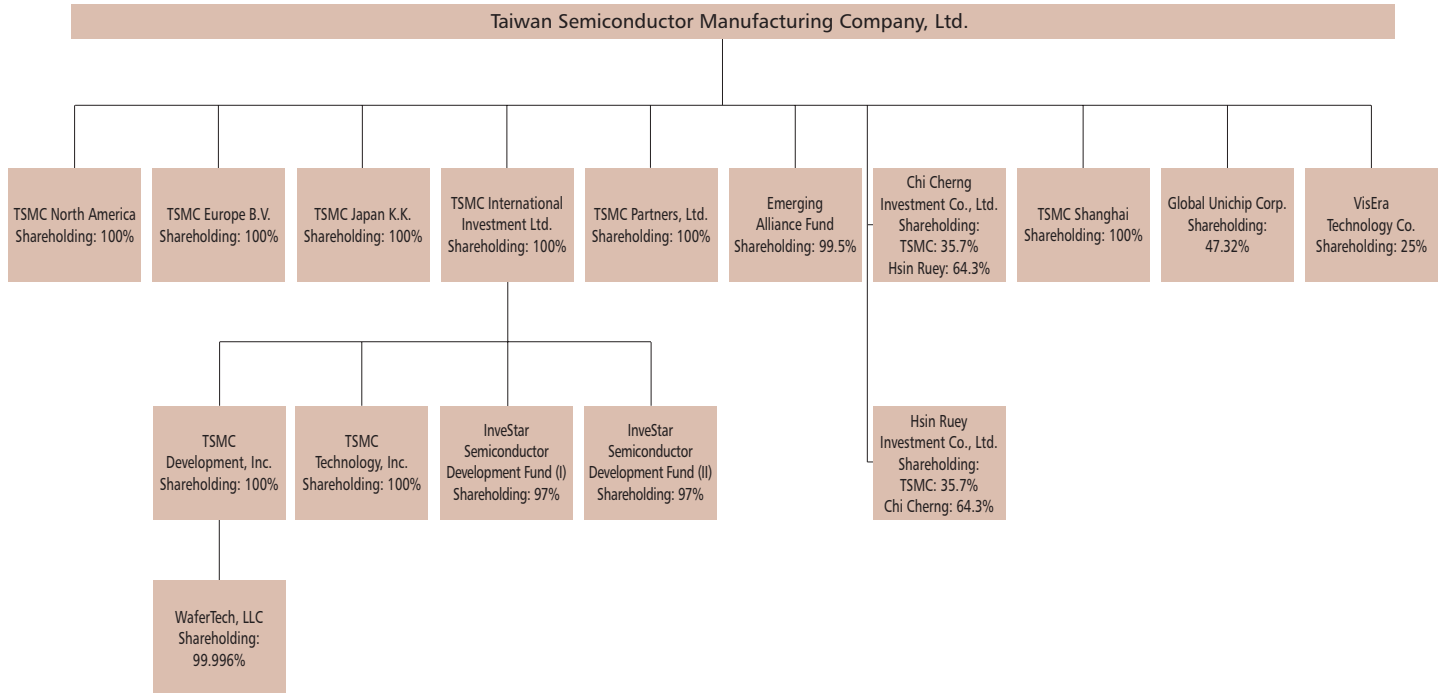 Taiwan Semiconductor Manufacturing Company, Ltd.
TSMC North America
Shareholding: 100%
TSMC Europe B.V.
Shareholding: 100%
TSMC Japan K.K.
Shareholding: 100%
TSMC International
Investment Ltd.
Shareholding: 100%
TSMC Partners, Ltd.
Shareholding: 100%
Emerging
Alliance Fund
Shareholding: 99.5%
Chi Cherng
Investment Co., Ltd.
Shareholding:
TSMC: 35.7%
Hsin Ruey: 64.3%
TSMC Shanghai
Shareholding: 100%
Global Unichip Corp.
Shareholding:
47.32%
VisEra
Technology Co.
Shareholding: 25%
TSMC
Development, Inc.
Shareholding: 100%
TSMC
Technology, Inc.
Shareholding: 100%
InveStar
Semiconductor
Development Fund (I)
Shareholding: 97%
InveStar
Semiconductor
Development Fund (II)
Shareholding: 97%
Hsin Ruey
Investment Co., Ltd.
Shareholding:
TSMC: 35.7%
Chi Cherng: 64.3%
WaferTech, LLC
Shareholding:
99.996%